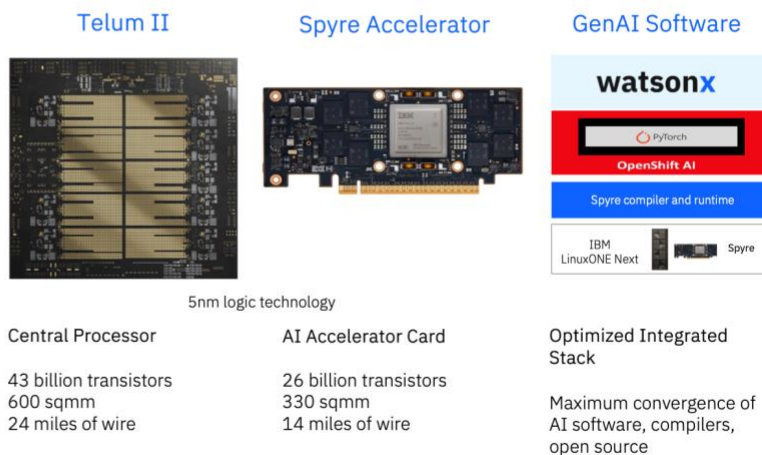 Telum II
Spyre Accelerator
GenAI Software
IBM
watsonx
PyTorch
OpenShift AI
Spyre compiler and runtime
IBM
LinuxONE Next
Spyre
5nm logic technology
Central Processor
43 billion transistors
600 sqmm
24 miles of wire
AI Accelerator Card
26 billion transistors
330 sqmm
14 miles of wire
Optimized Integrated
Stack
Maximum convergence of
AI software, compilers,
open source